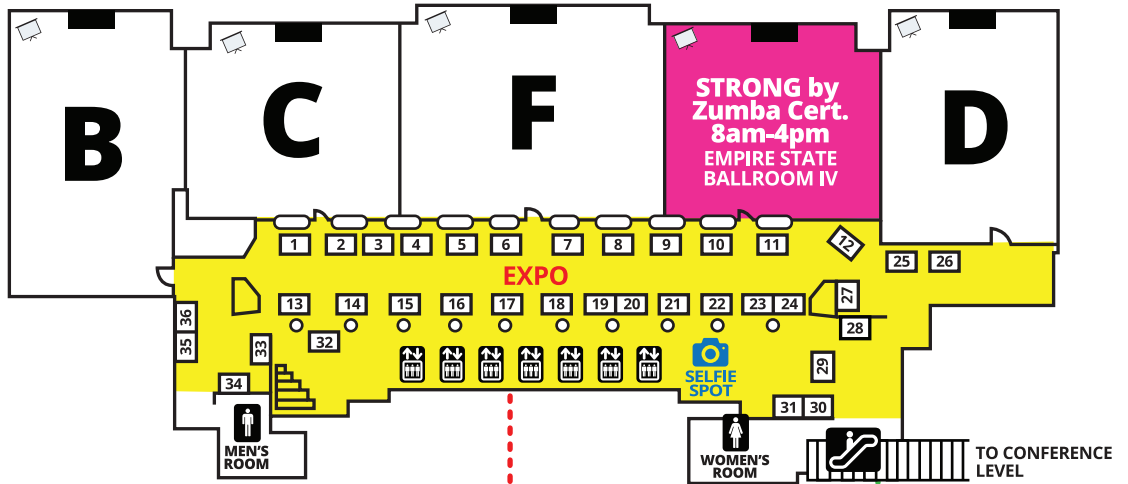 B
C
F
STRONG by
Zumba Cert.
8am-4pm
EMPIRE STATE
BALLROOM IV
D
1 2 3 4 5 6 7 8 9 10 11 12
25 26
EXPO
13 14 15 16 17 18 19 20 21 22 23 24 27
36
35
32
33
28
29
34
SELFIE
SPOT
31 30
MEN'S
ROOM
WOMEN'S
ROOM
TO CONFERENCE
LEVEL